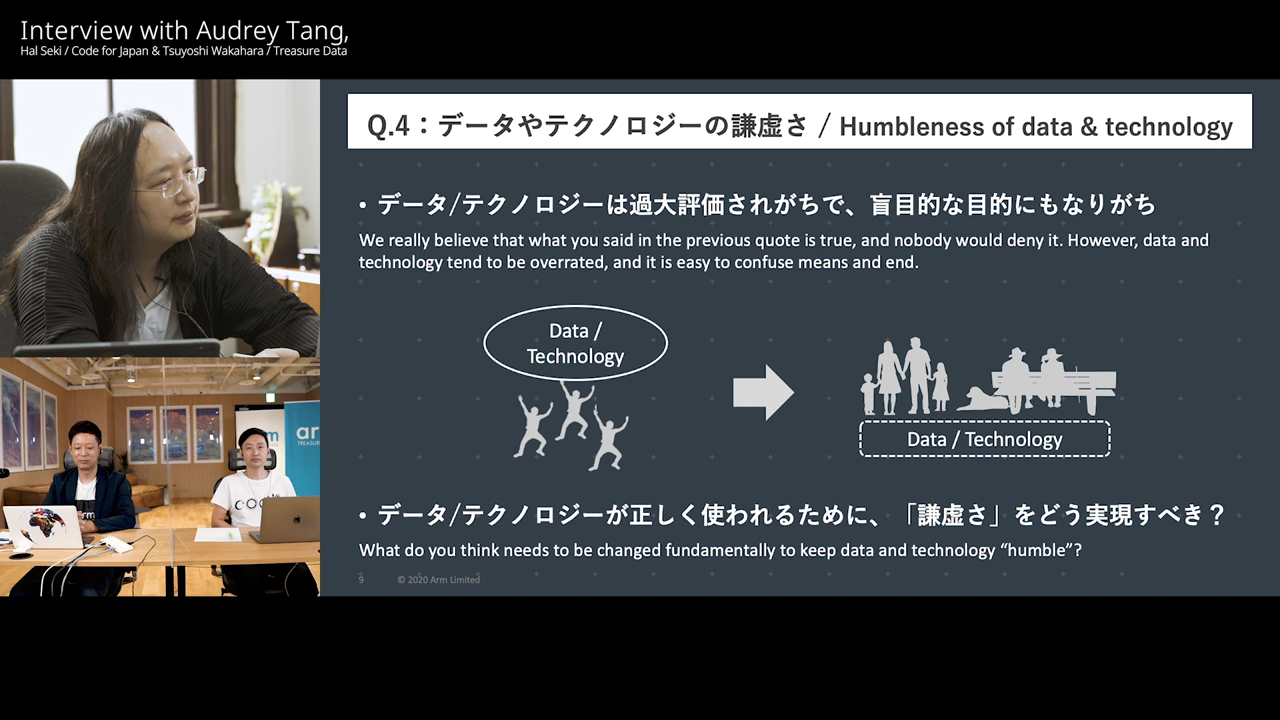 Interview with Audrey Tang,
Hal Seki / Code for Japan & Tsuyoshi Wakahara / Treasure Data
Q.4：データやテクノロジーの謙虚さ / Humbleness of data & technology
• データ/テクノロジーは過大評価されがちで、盲目的な目的にもなりがち
We really believe that what you said in the previous quote is true, and nobody would deny it. However, data and
technology tend to be overrated, and it is easy to confuse means and end.
Data /
Technology
Data / Technology
• データ/テクノロジーが正しく使われるために、「謙虚さ」をどう実現すべき？
What do you think needs to be changed fundamentally to keep data and technology “humble”?
9 © 2020 Arm Limited